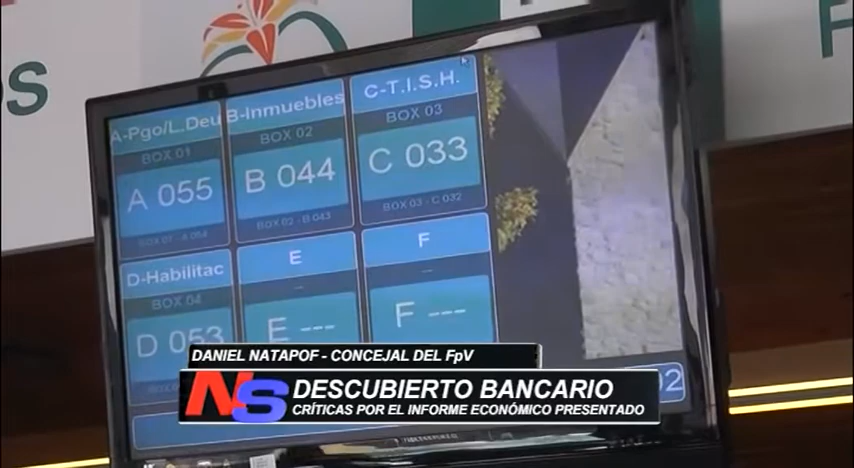 OS
A-Pgo/L.Deu
B-Inmuebles
C-T.I.S.H.
BOX 01
BOX 02
BOX 03
A 055
B 044
C 033
BOX 02 - B 043
BOX 03 - C 032
D-Habilitac
E
F
BOX 04
--
--
D 053
E ---
F ---
DANIEL NATAPOF - CONCEJAL DEL FpV
NS
DESCUBIERTO BANCARIO
CRÍTICAS POR EL INFORME ECONÓMICO PRESENTADO